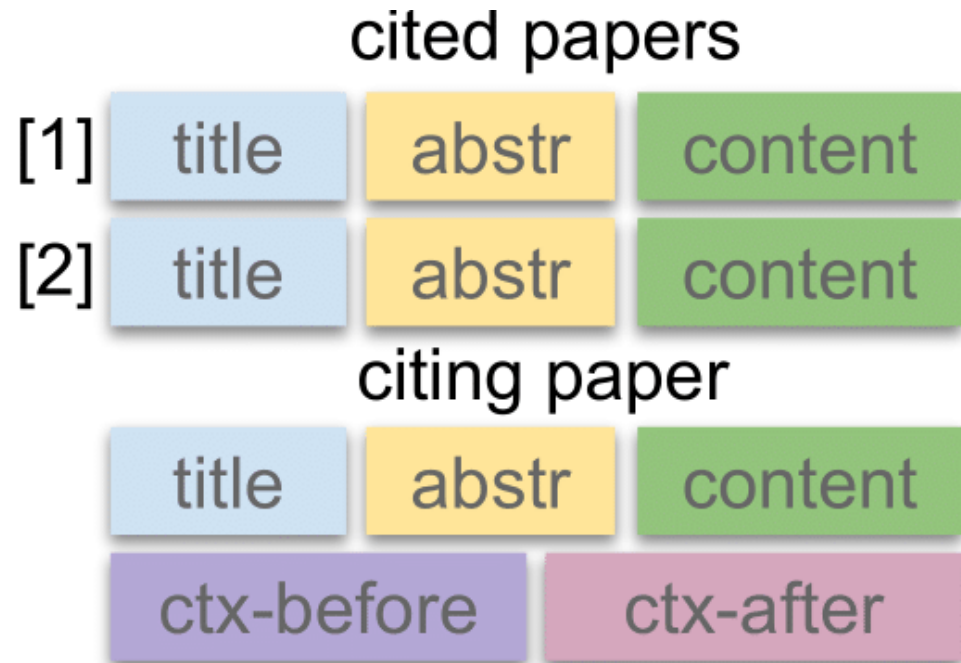 cited papers
[1] title abstr content
[2] title abstr content
citing paper
title abstr content
ctx-before ctx-after